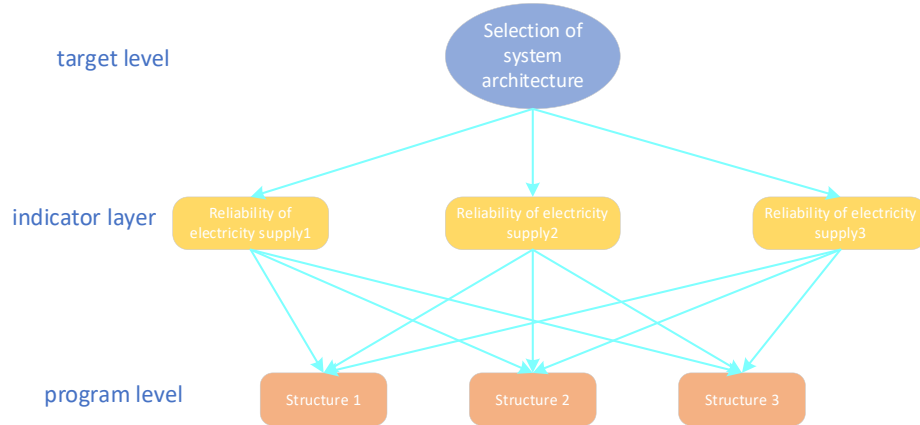 Selection of
system
architecture
target level
indicator layer
Reliability of
electricity supply1
Reliability of electricity
supply2
Reliability of electricity
supply3
program level
Structure 1
Structure 2
Structure 3